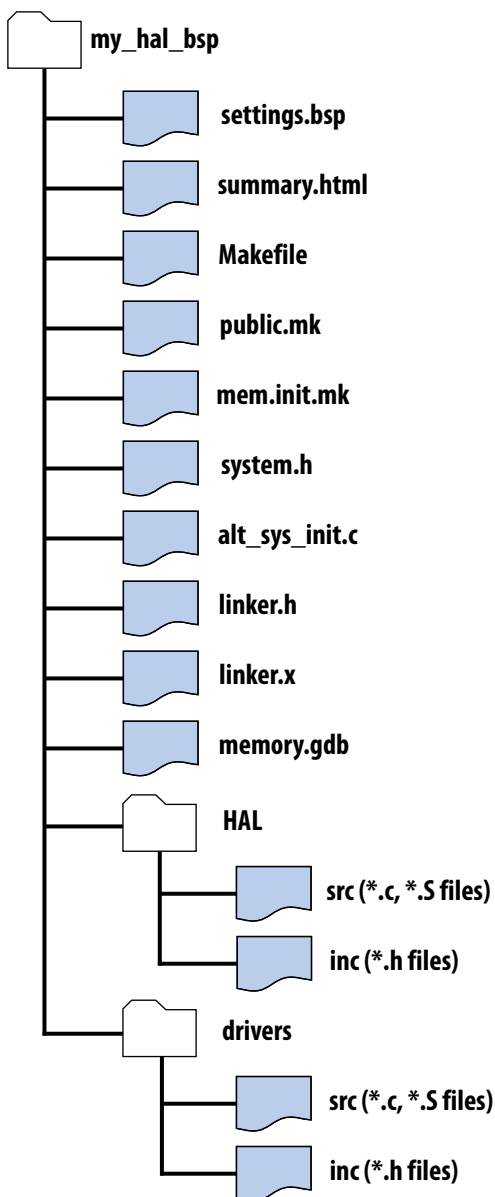 my_hal_bsp
settings.bsp
summary.html
Makefile
public.mk
mem.init.mk
system.h
alt_sys_init.c
linker.h
linker.x
memory.gdb
HAL
src (*.c, *.S files)
inc (*.h files)
drivers
src (*.c, *.S files)
inc (*.h files)